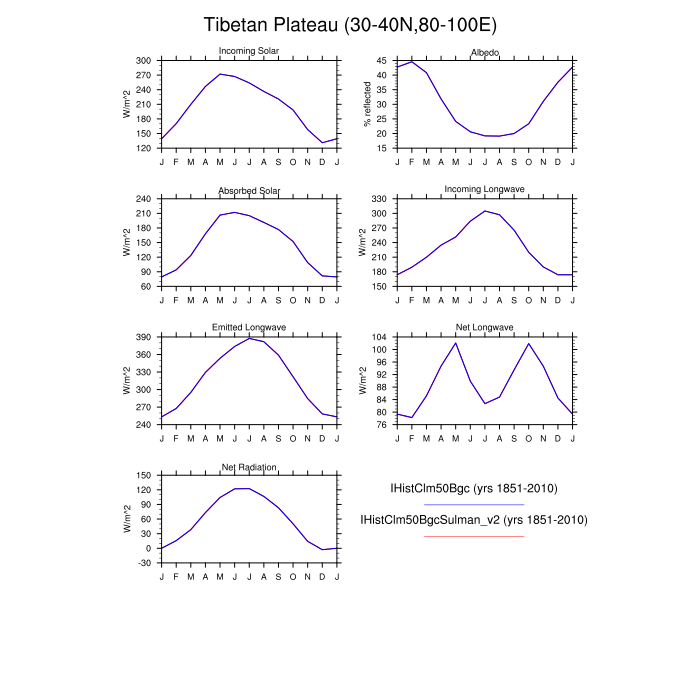 Tibetan Plateau (30-40N,80-100E)
Incoming Solar
W/m^2
300
270
240
210
180
150
120
J F M A M J J A S O N D J
Albedo
% reflected
45
40
35
30
25
20
15
J F M A M J J A S O N D J
Absorbed Solar
W/m^2
240
210
180
150
120
90
60
J F M A M J J A S O N D J
Incoming Longwave
W/m^2
330
300
270
240
210
180
150
J F M A M J J A S O N D J
Emitted Longwave
W/m^2
390
360
330
300
270
240
J F M A M J J A S O N D J
Net Longwave
W/m^2
104
100
96
92
88
84
80
76
J F M A M J J A S O N D J
Net Radiation
W/m^2
150
120
90
60
30
0
-30
J F M A M J J A S O N D J
IHistClm50Bgc (yrs 1851-2010)
IHistClm50BgcSulman_v2 (yrs 1851-2010)